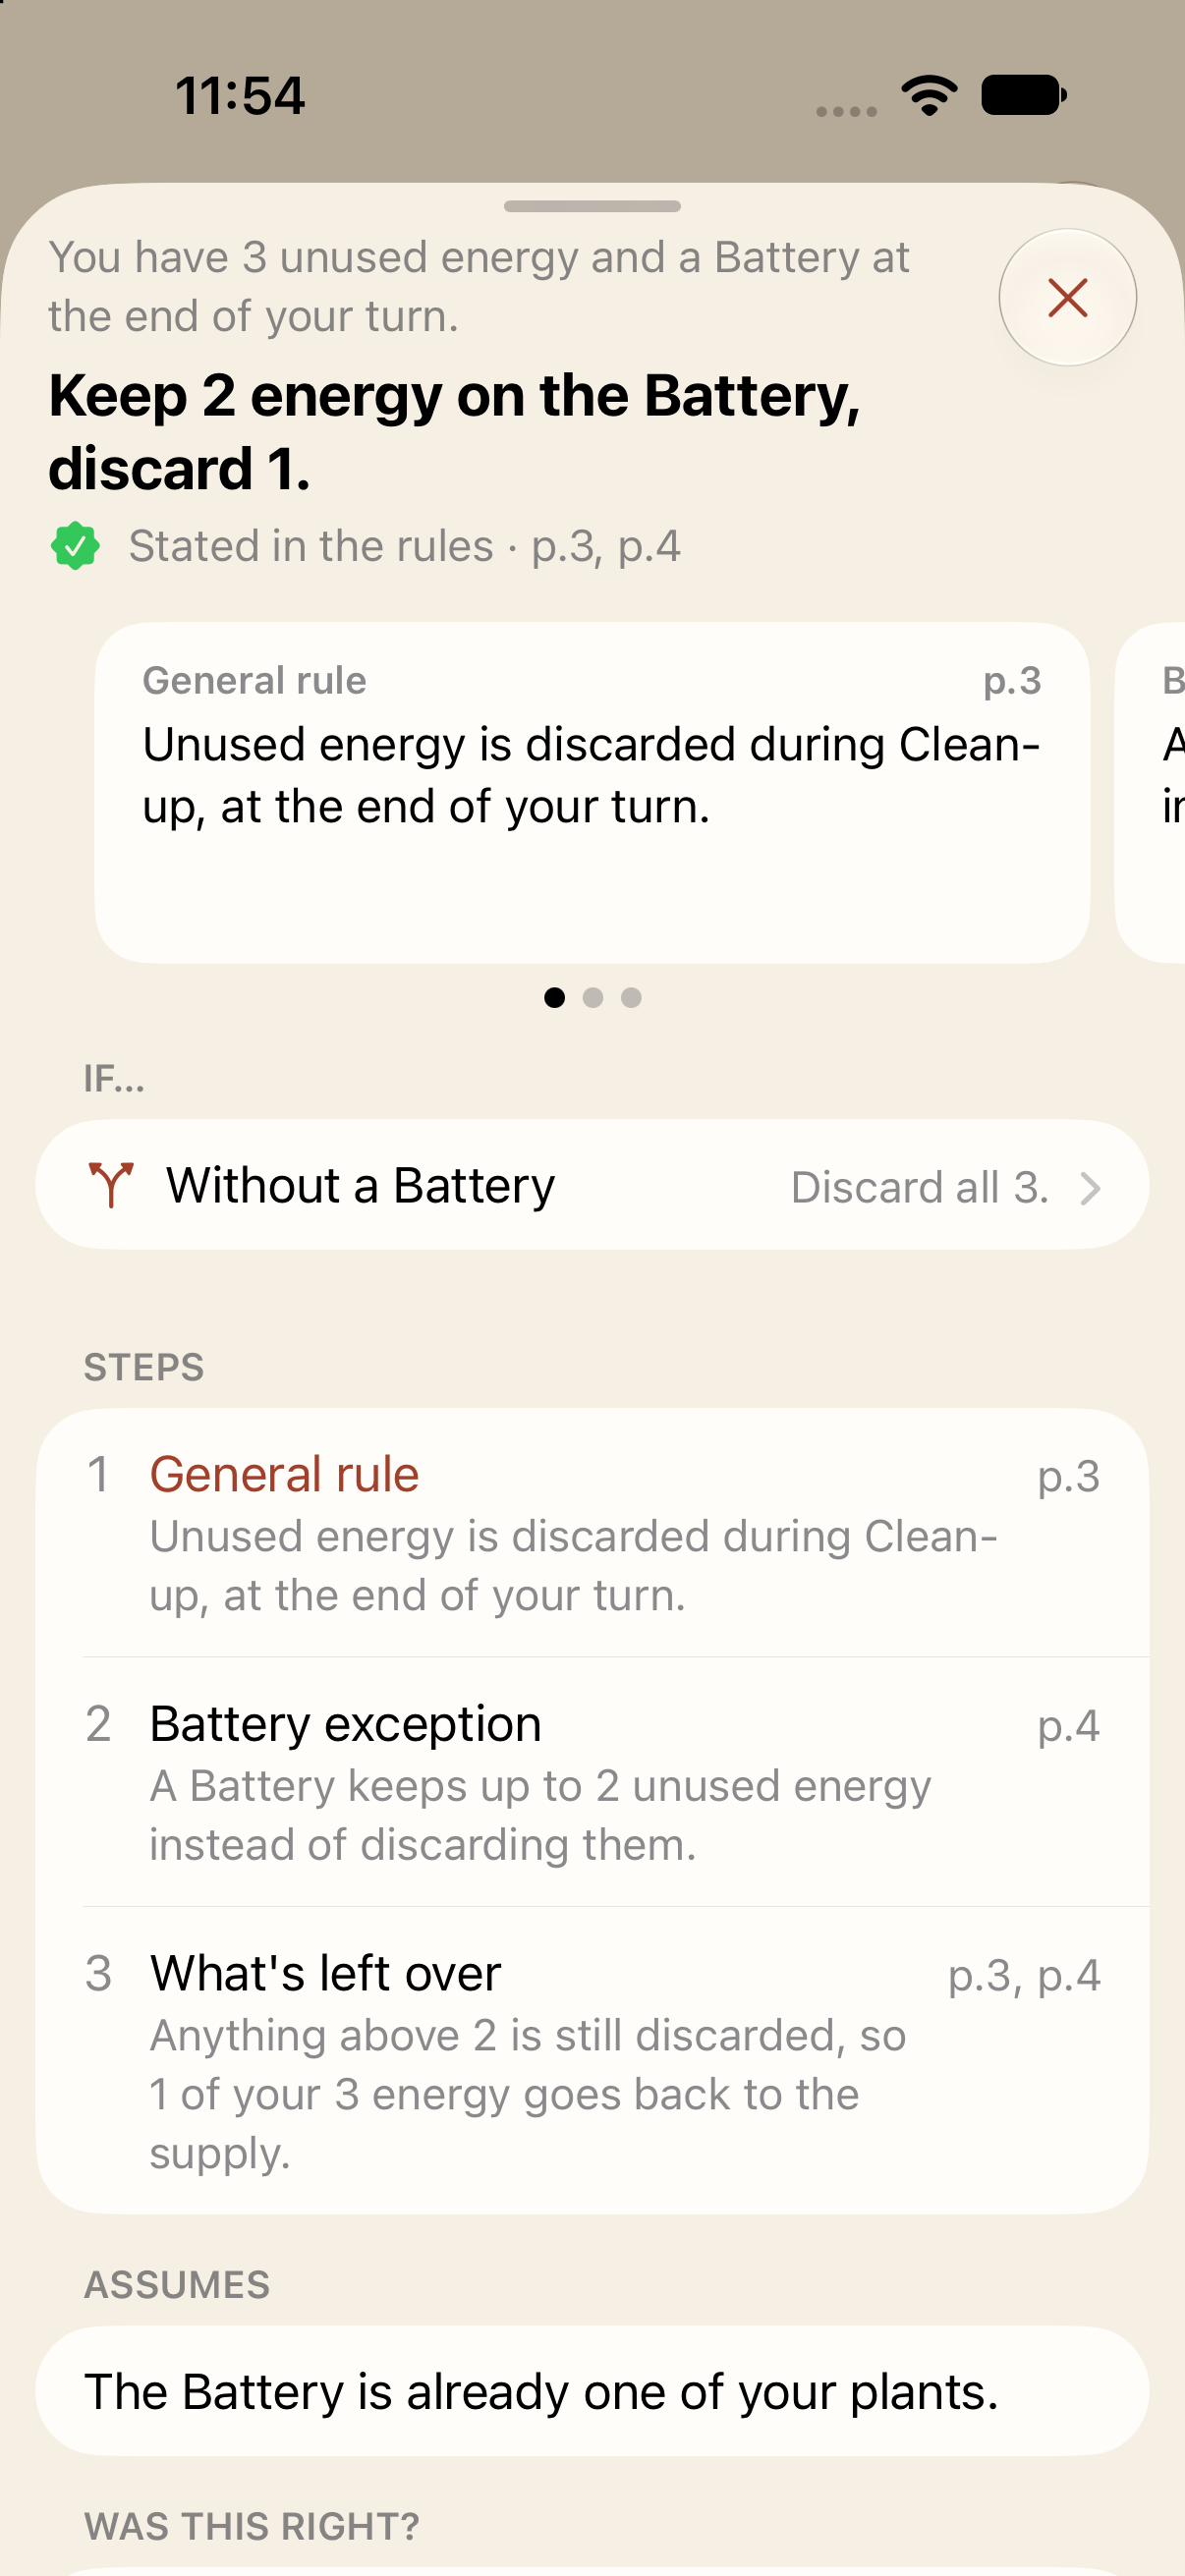 11:54
You have 3 unused energy and a Battery at
the end of your turn.
Keep 2 energy on the Battery,
discard 1.
Stated in the rules · p.3, p.4
General rule p.3
Unused energy is discarded during Clean-
up, at the end of your turn.
IF...
Without a Battery Discard all 3.
STEPS
1 General rule p.3
Unused energy is discarded during Clean-
up, at the end of your turn.
2 Battery exception p.4
A Battery keeps up to 2 unused energy
instead of discarding them.
3 What's left over p.3, p.4
Anything above 2 is still discarded, so
1 of your 3 energy goes back to the
supply.
ASSUMES
The Battery is already one of your plants.
WAS THIS RIGHT?